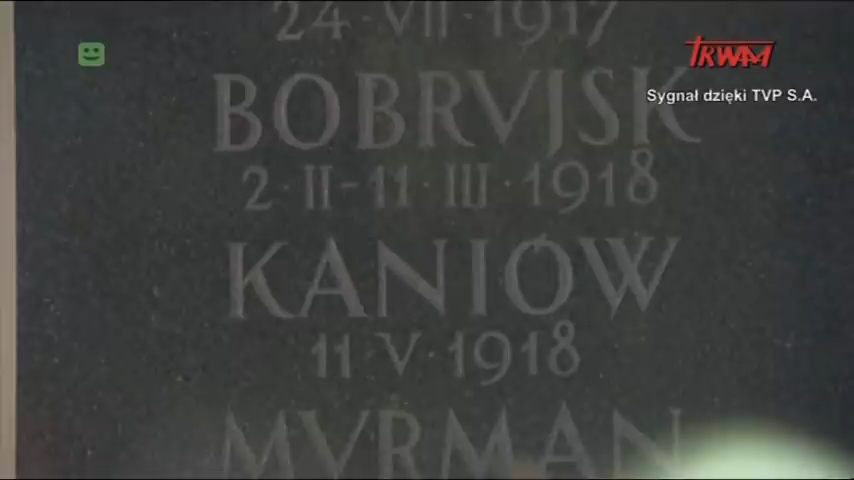 24·VII·1917
TRWAM
BOBRVJSK
Sygnał dzięki TVP S.A.
2·II–11·III·1918
KANIÓW
11·V·1918
MVRMAN